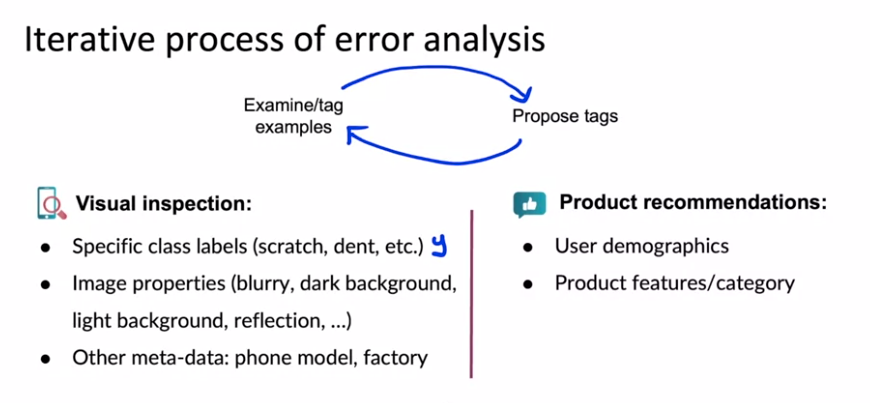 Iterative process of error analysis
Examine/tag
examples
Propose tags
Visual inspection:
● Specific class labels (scratch, dent, etc.) y
● Image properties (blurry, dark background,
light background, reflection, ...)
● Other meta-data: phone model, factory
Product recommendations:
● User demographics
● Product features/category